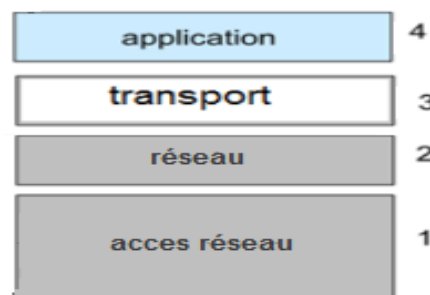 application 4
transport 3
réseau 2
acces réseau 1